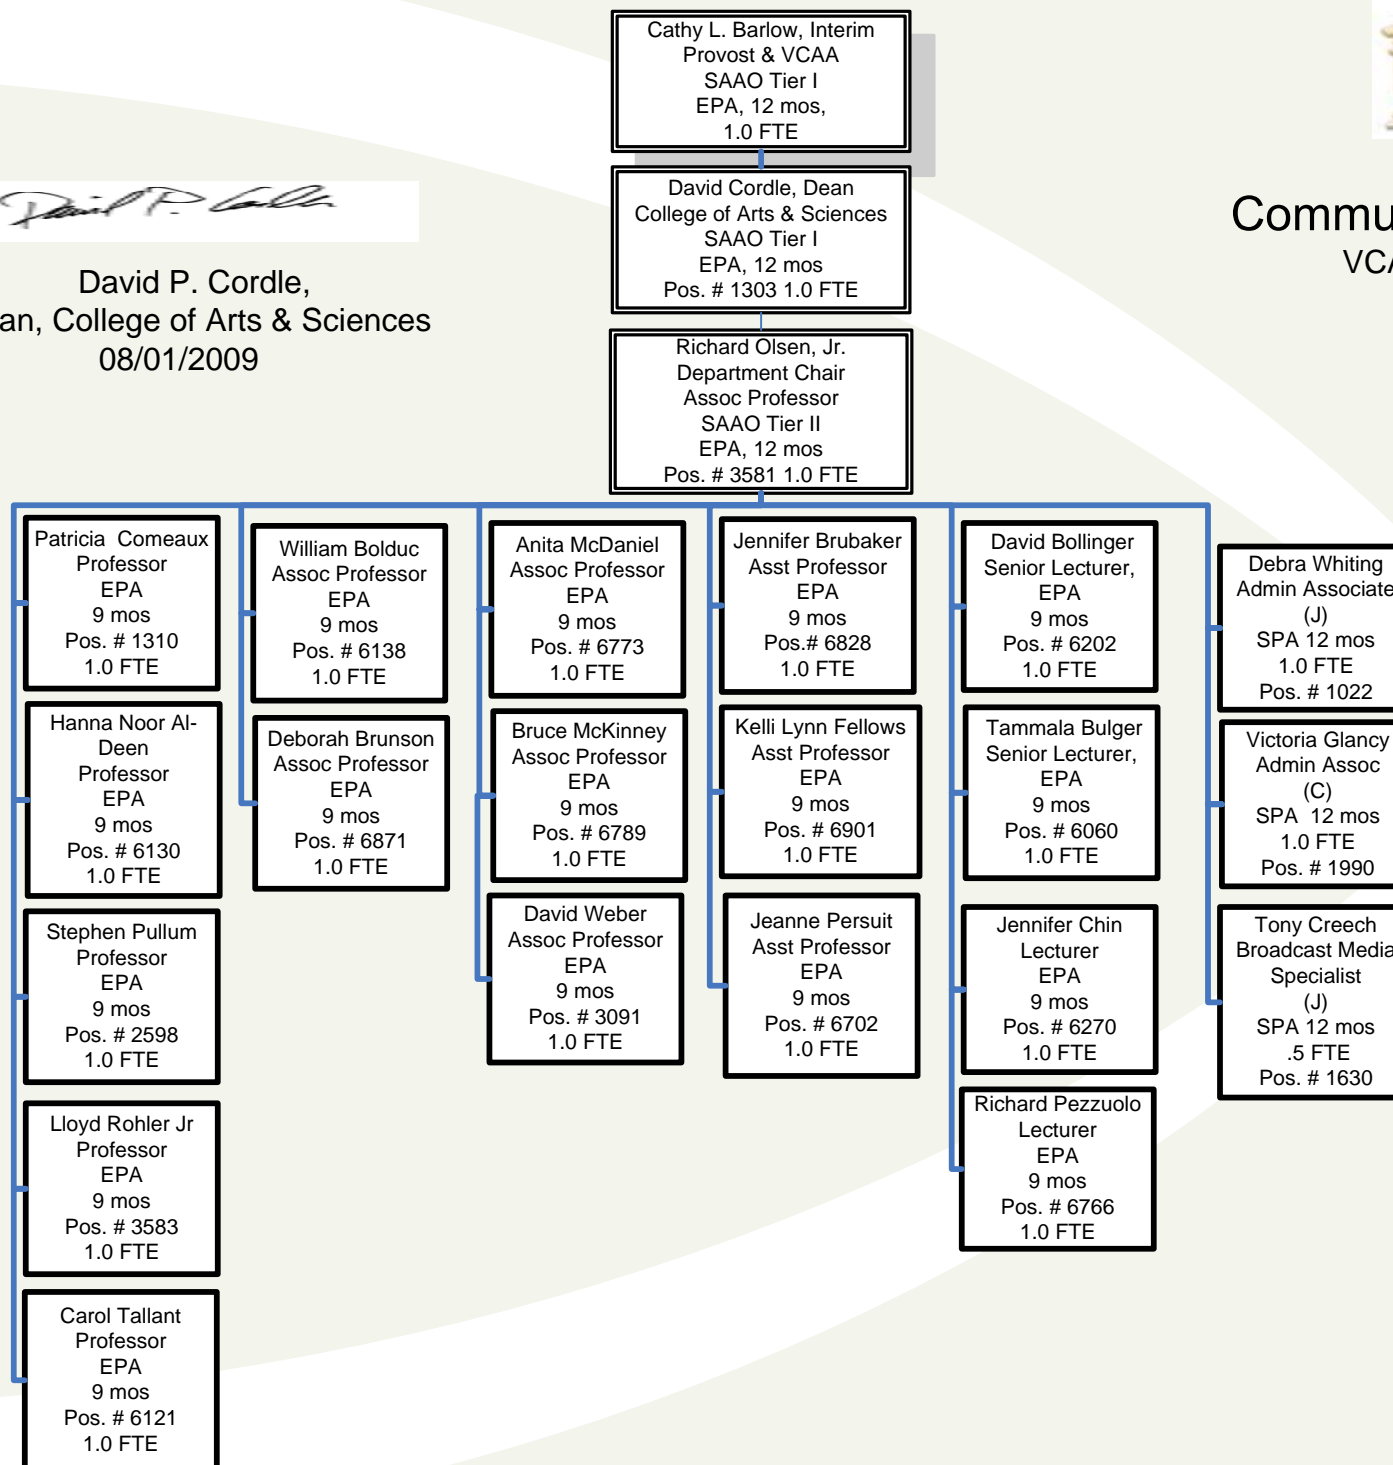 Cathy L. Barlow, Interim
Provost & VCAA
SAAO Tier I
EPA, 12 mos,
1.0 FTE
David Cordle, Dean
College of Arts & Sciences
SAAO Tier I
EPA, 12 mos
Pos. # 1303 1.0 FTE
David P. Cordle,
an, College of Arts & Sciences
08/01/2009
Commu
VCA
Richard Olsen, Jr.
Department Chair
Assoc Professor
SAAO Tier II
EPA, 12 mos
Pos. # 3581 1.0 FTE
Patricia Comeaux
Professor
EPA
9 mos
Pos. # 1310
1.0 FTE
Hanna Noor Al-
Deen
Professor
EPA
9 mos
Pos. # 6130
1.0 FTE
Stephen Pullum
Professor
EPA
9 mos
Pos. # 2598
1.0 FTE
Lloyd Rohler Jr
Professor
EPA
9 mos
Pos. # 3583
1.0 FTE
Carol Tallant
Professor
EPA
9 mos
Pos. # 6121
1.0 FTE
William Bolduc
Assoc Professor
EPA
9 mos
Pos. # 6138
1.0 FTE
Deborah Brunson
Assoc Professor
EPA
9 mos
Pos. # 6871
1.0 FTE
Anita McDaniel
Assoc Professor
EPA
9 mos
Pos. # 6773
1.0 FTE
Bruce McKinney
Assoc Professor
EPA
9 mos
Pos. # 6789
1.0 FTE
David Weber
Assoc Professor
EPA
9 mos
Pos. # 3091
1.0 FTE
Jennifer Brubaker
Asst Professor
EPA
9 mos
Pos.# 6828
1.0 FTE
Kelli Lynn Fellows
Asst Professor
EPA
9 mos
Pos. # 6901
1.0 FTE
Jeanne Persuit
Asst Professor
EPA
9 mos
Pos. # 6702
1.0 FTE
David Bollinger
Senior Lecturer,
EPA
9 mos
Pos. # 6202
1.0 FTE
Tammala Bulger
Senior Lecturer,
EPA
9 mos
Pos. # 6060
1.0 FTE
Jennifer Chin
Lecturer
EPA
9 mos
Pos. # 6270
1.0 FTE
Richard Pezzuolo
Lecturer
EPA
9 mos
Pos. # 6766
1.0 FTE
Debra Whiting
Admin Associate
(J)
SPA 12 mos
1.0 FTE
Pos. # 1022
Victoria Glancy
Admin Assoc
(C)
SPA 12 mos
1.0 FTE
Pos. # 1990
Tony Creech
Broadcast Media
Specialist
(J)
SPA 12 mos
.5 FTE
Pos. # 1630